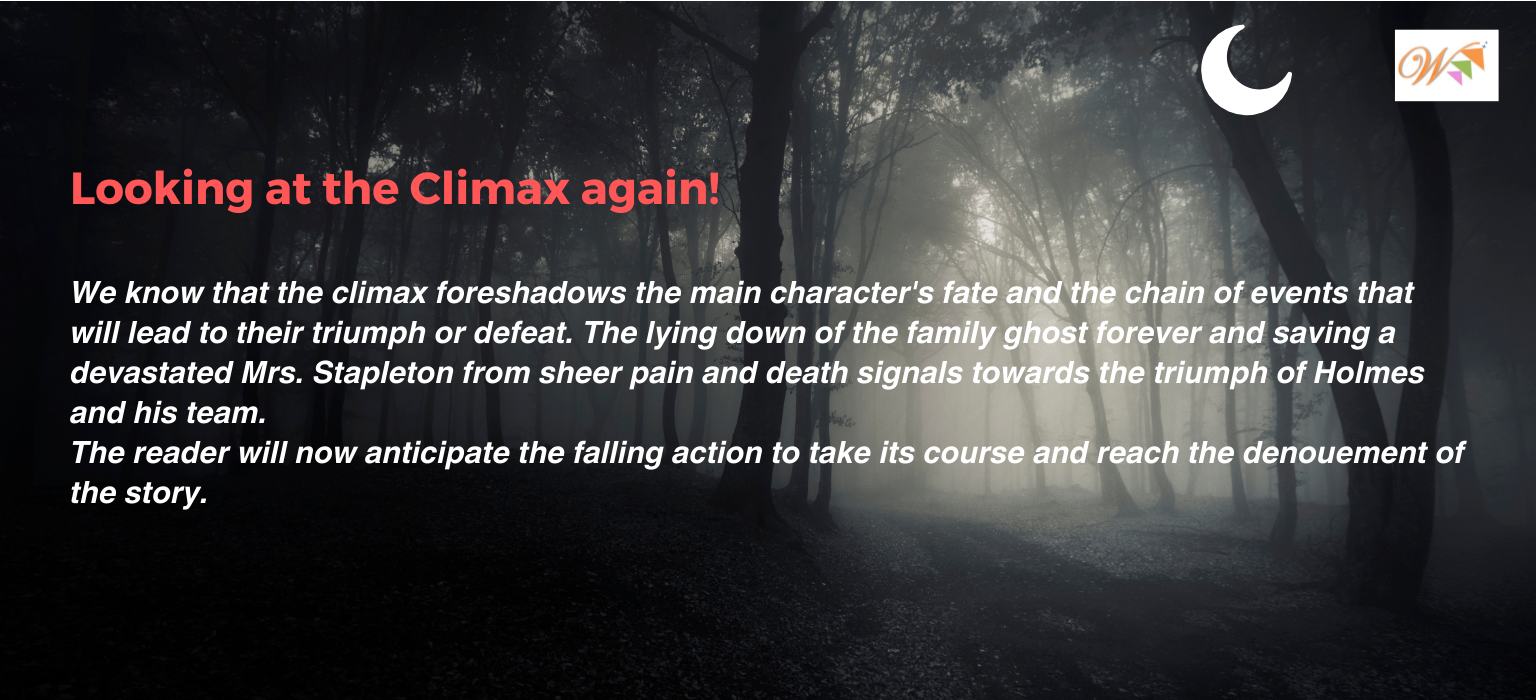 W
Looking at the Climax again!
We know that the climax foreshadows the main character's fate and the chain of events that
will lead to their triumph or defeat. The lying down of the family ghost forever and saving a
devastated Mrs. Stapleton from sheer pain and death signals towards the triumph of Holmes
and his team.
The reader will now anticipate the falling action to take its course and reach the denouement of
the story.